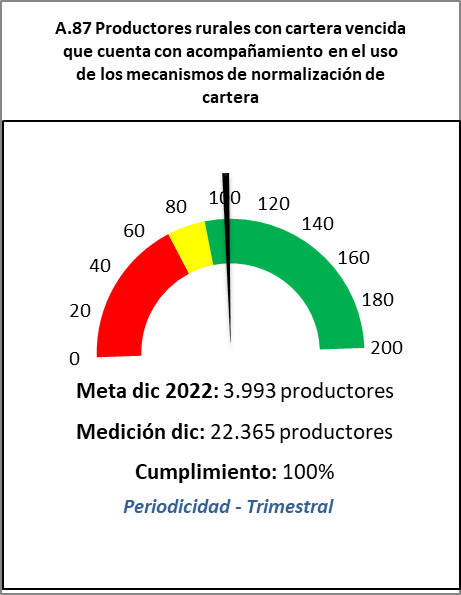 A.87 Productores rurales con cartera vencida
que cuenta con acompañamiento en el uso
de los mecanismos de normalización de
cartera
0
20
40
60
80
100
120
140
160
180
200
Meta dic 2022: 3.993 productores
Medición dic: 22.365 productores
Cumplimiento: 100%
Periodicidad - Trimestral